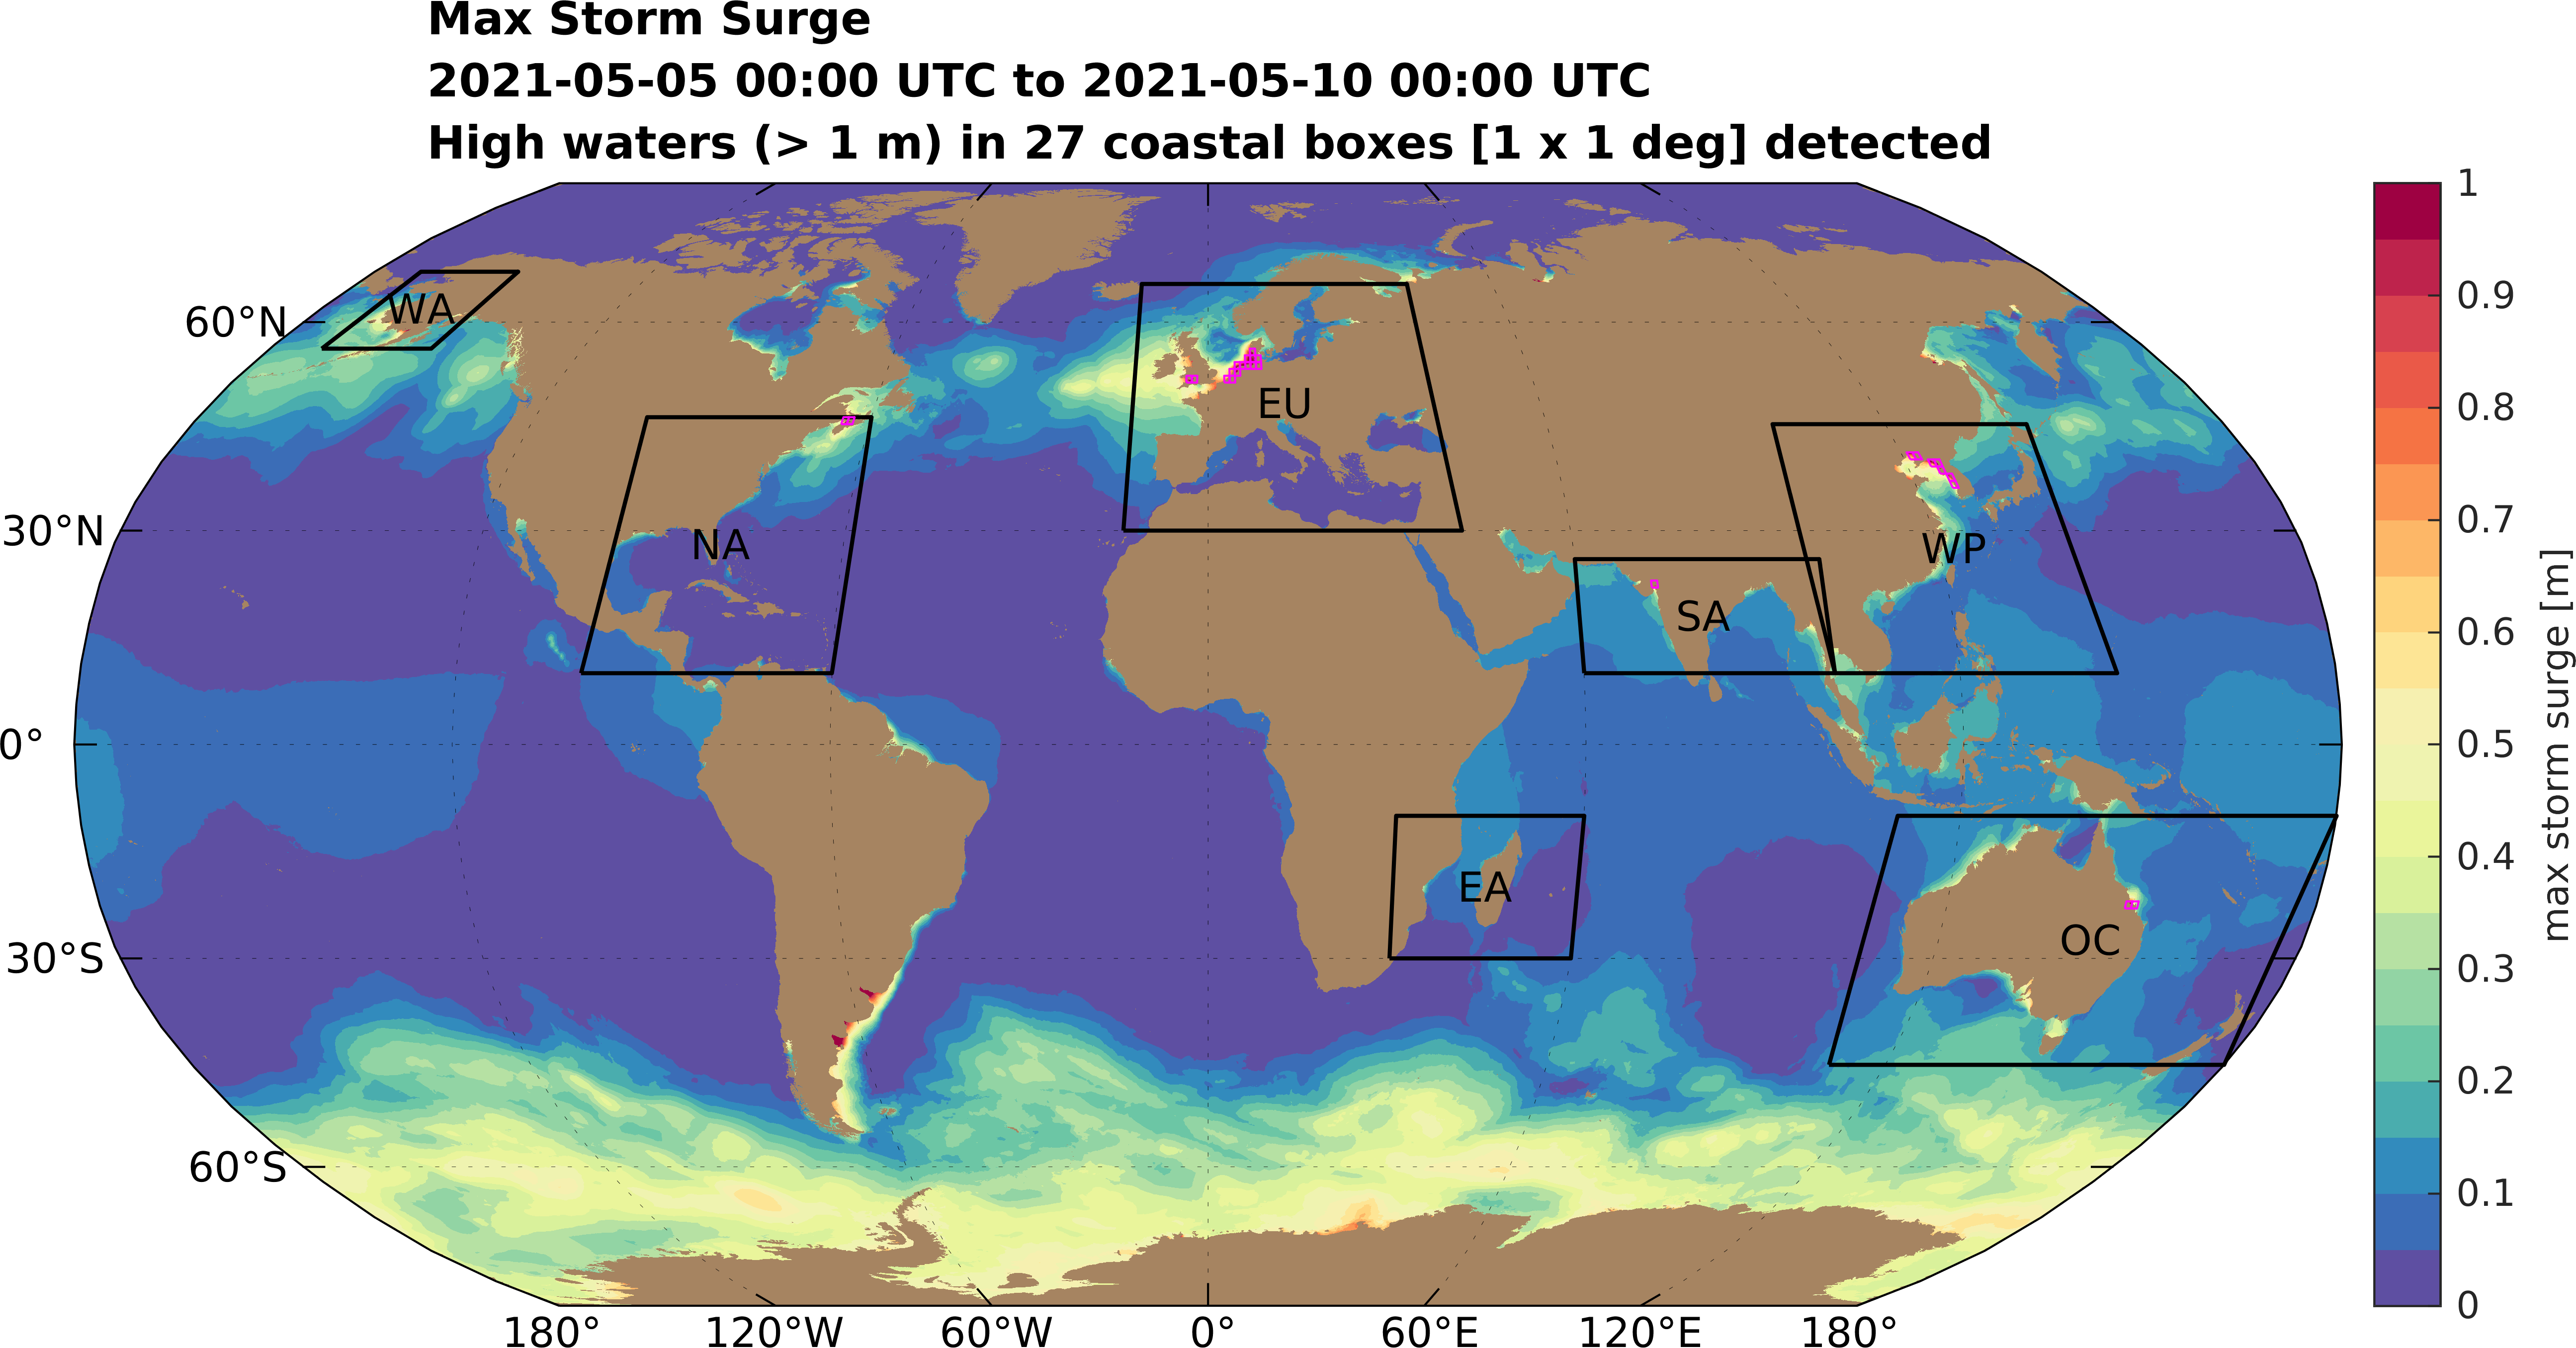 Max Storm Surge
2021-05-05 00:00 UTC to 2021-05-10 00:00 UTC
High waters (> 1 m) in 27 coastal boxes [1 x 1 deg] detected
60°N
30°N
0°
30°S
60°S
WA
NA
EU
SA
WP
EA
OC
180°
120°W
60°W
0°
60°E
120°E
180°
1
0.9
0.8
0.7
0.6
0.5
0.4
0.3
0.2
0.1
0
max storm surge [m]